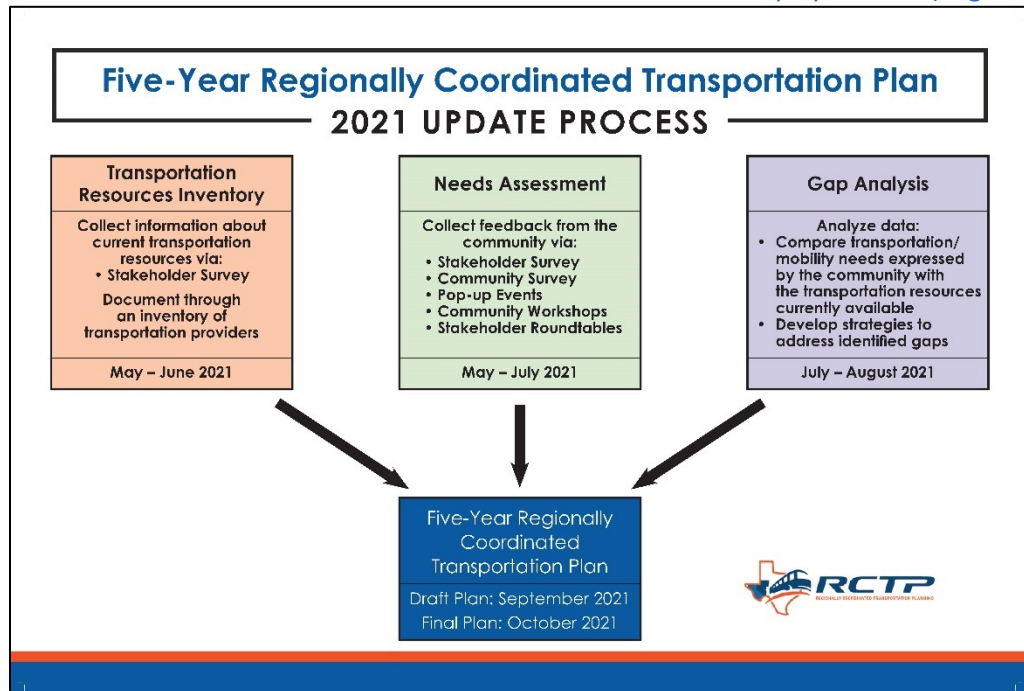 Five-Year Regionally Coordinated Transportation Plan
2021 UPDATE PROCESS
Transportation
Resources Inventory
Collect information about
current transportation
resources via:
• Stakeholder Survey
Document through
an inventory of
transportation providers
May – June 2021
Needs Assessment
Collect feedback from the
community via:
• Stakeholder Survey
• Community Survey
• Pop-up Events
• Community Workshops
• Stakeholder Roundtables
May – July 2021
Gap Analysis
Analyze data:
• Compare transportation/
mobility needs expressed
by the community with
the transportation resources
currently available
• Develop strategies to
address identified gaps
July – August 2021
Five-Year Regionally
Coordinated
Transportation Plan
Draft Plan: September 2021
Final Plan: October 2021
RCTP
REGIONALLY COORDINATED TRANSPORTATION PLANNING